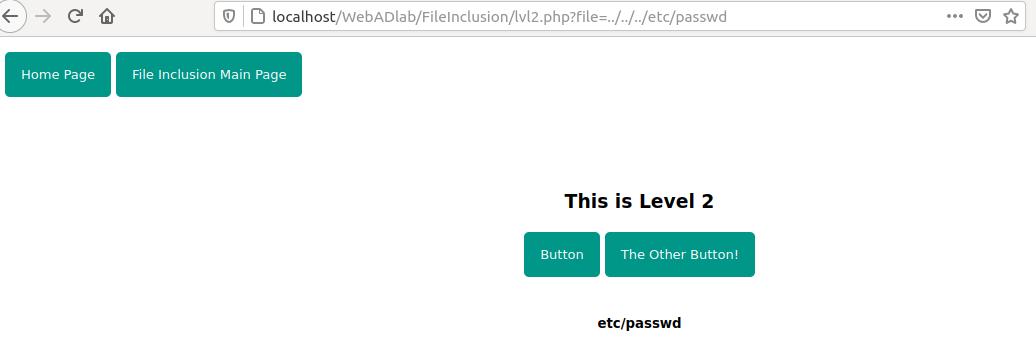 localhost/WebADlab/FileInclusion/lvl2.php?file=../../../etc/passwd
Home Page
File Inclusion Main Page
This is Level 2
Button
The Other Button!
etc/passwd